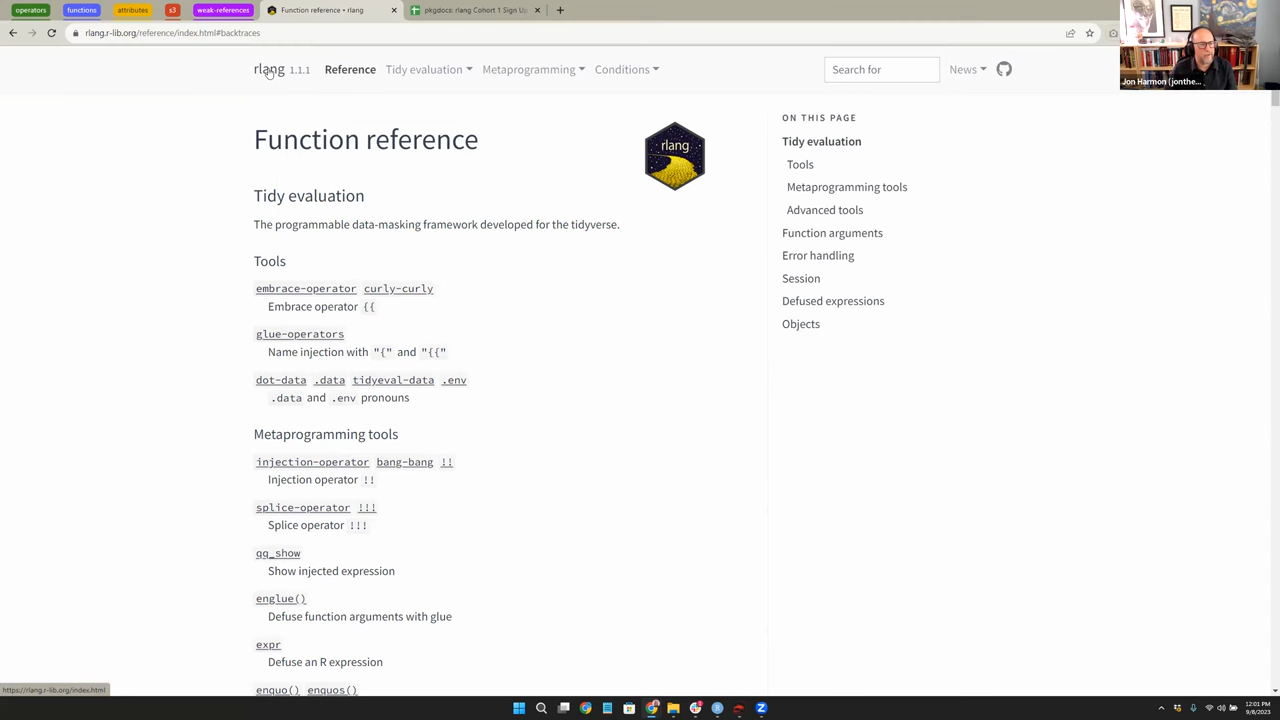 operators functions attributes s3 weak-references Function reference • rlang pkgdocs: rlang Cohort 1 Sign Up
rlang.r-lib.org/reference/index.html#backtraces
Jon Harmon (jonthe...
rlang 1.1.1 Reference Tidy evaluation Metaprogramming Conditions Search for News
Function reference
rlang
Tidy evaluation
The programmable data-masking framework developed for the tidyverse.
Tools
embrace-operator curly-curly
Embrace operator {{
glue-operators
Name injection with "{" and "{{"
dot-data .data tidyeval-data .env
.data and .env pronouns
Metaprogramming tools
injection-operator bang-bang !!
Injection operator !!
splice-operator !!!
Splice operator !!!
qq_show
Show injected expression
englue()
Defuse function arguments with glue
expr
Defuse an R expression
enquo() enquos()
ON THIS PAGE
Tidy evaluation
Tools
Metaprogramming tools
Advanced tools
Function arguments
Error handling
Session
Defused expressions
Objects
https://rlang.r-lib.org/index.html
12:01 PM
9/8/2023